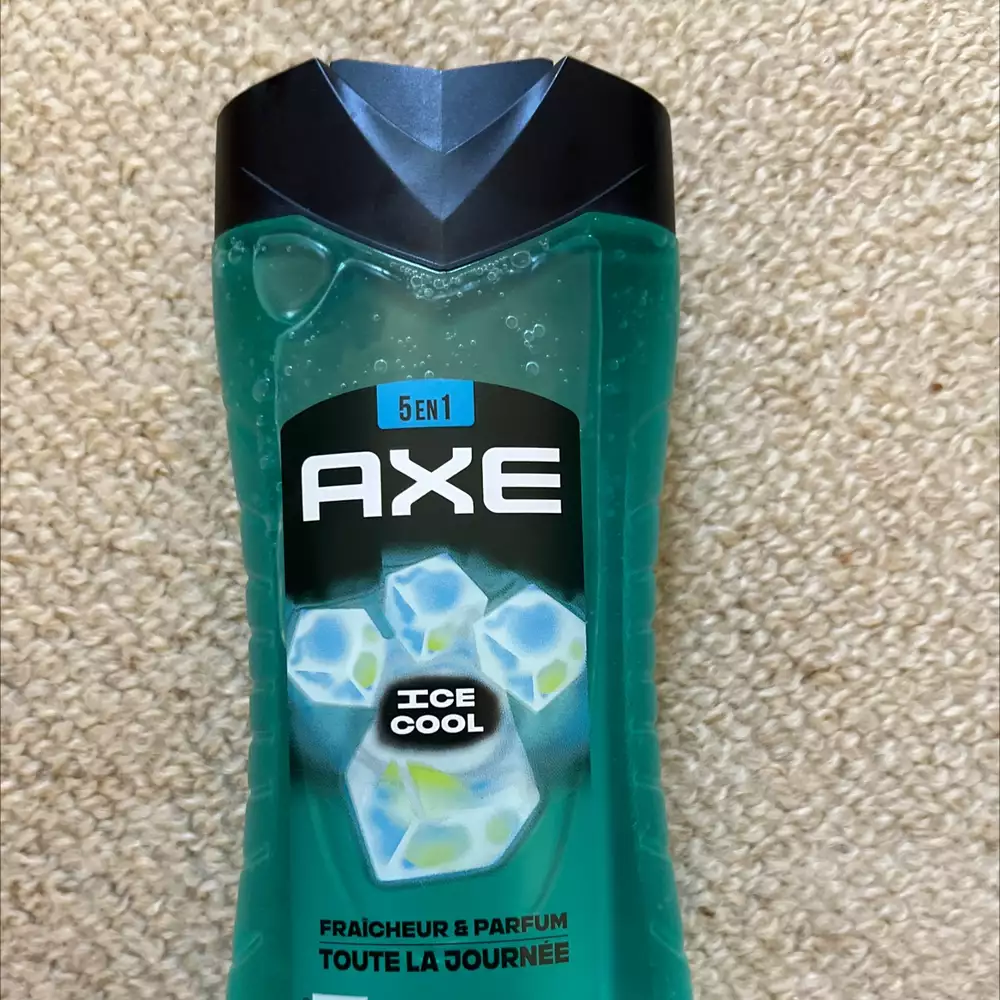 5 EN 1
AXE
ICE
COOL
FRAÎCHEUR & PARFUM
TOUTE LA JOURNÉE